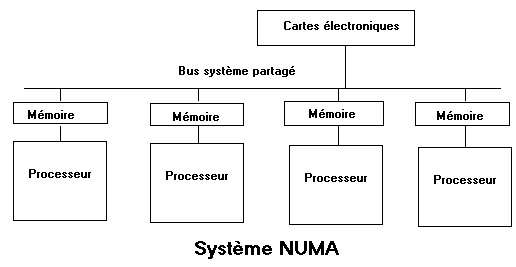 Cartes électroniques
Bus système partagé
Mémoire
Mémoire
Mémoire
Mémoire
Processeur
Processeur
Processeur
Processeur
Système NUMA